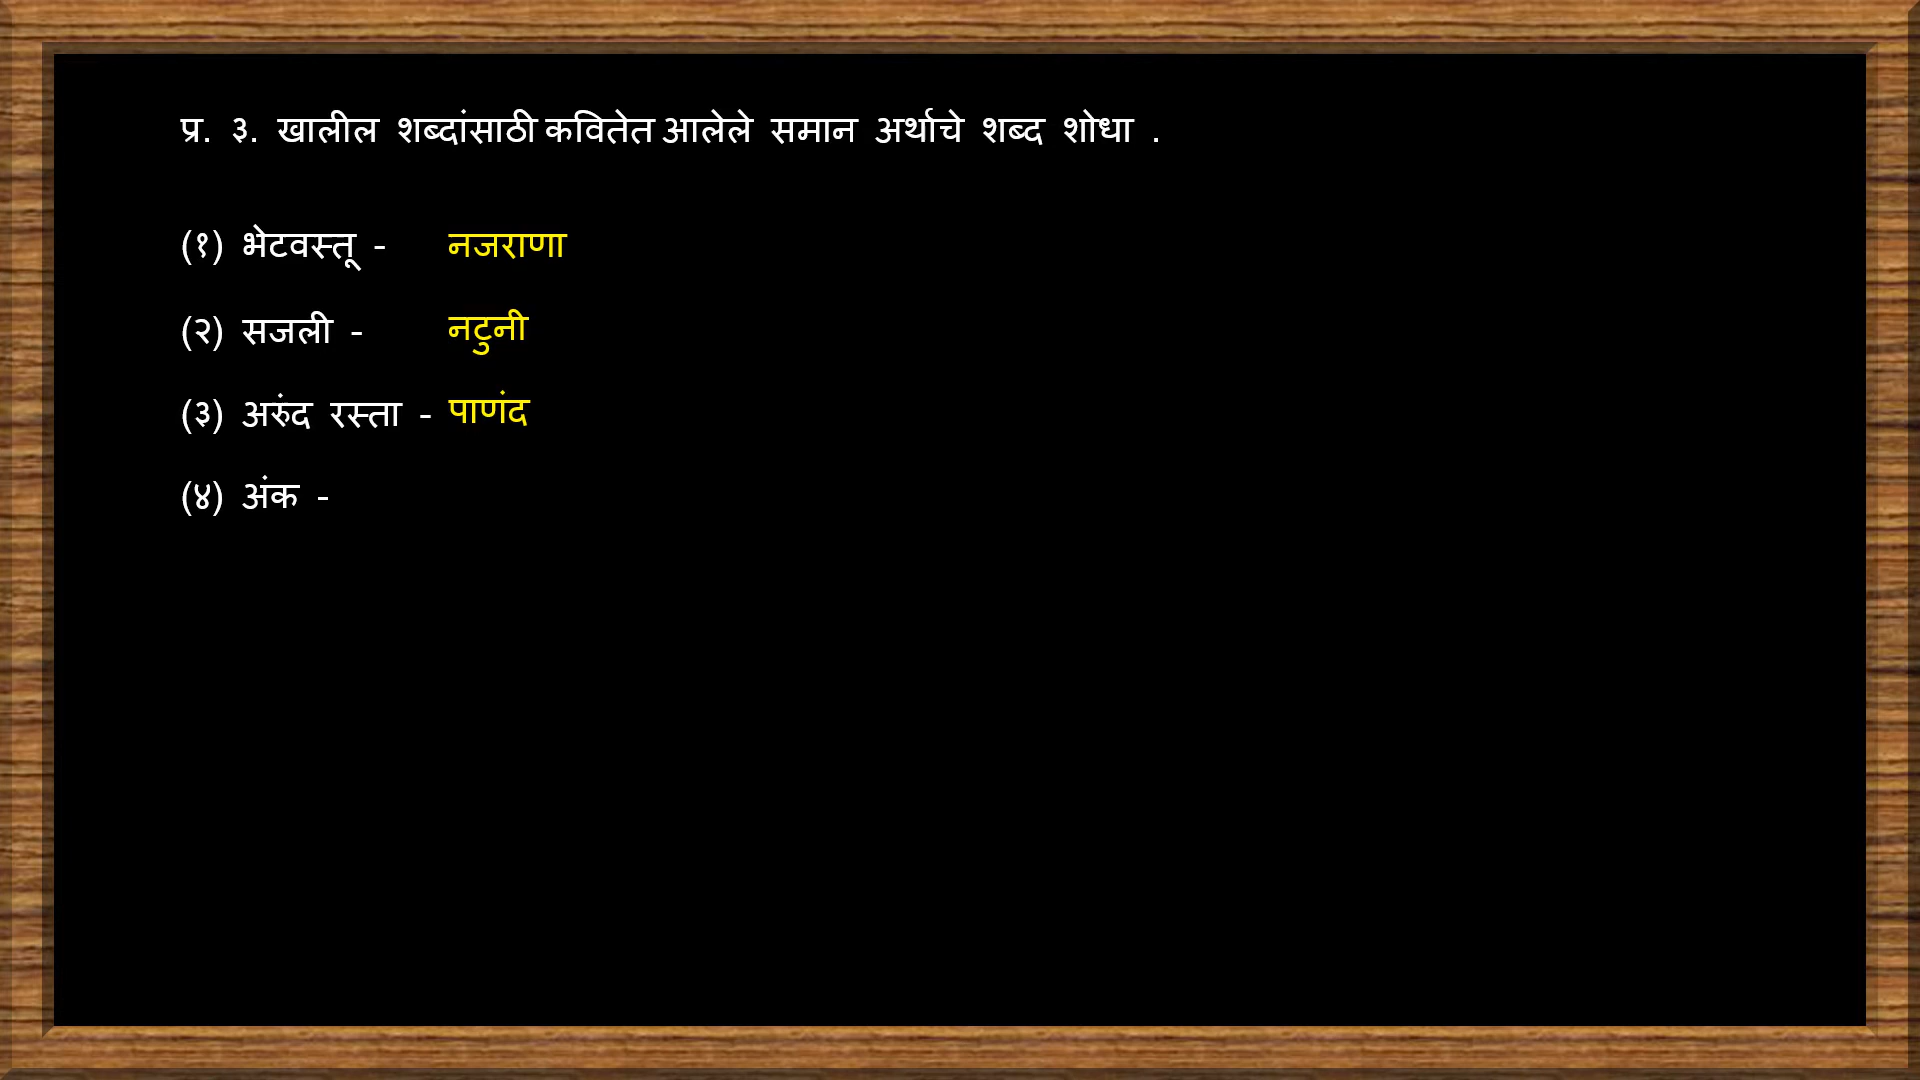 प्र. ३. खालील शब्दांसाठी कवितेत आलेले समान अर्थाचे शब्द शोधा .
(१) भेटवस्तू - नजराणा
(२) सजली - नटुनी
(३) अरुंद रस्ता - पाणंद
(४) अंक -